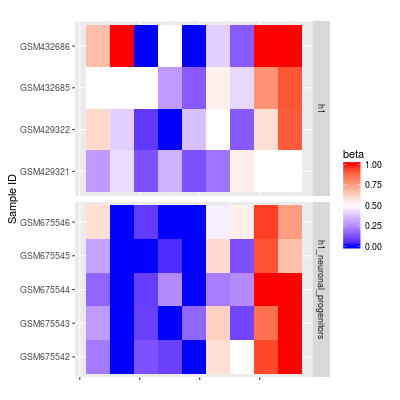 GSM432686
GSM432685
GSM429322
GSM429321
h1
GSM675546
GSM675545
GSM675544
GSM675543
GSM675542
h1_neuronal_progenitors
Sample ID
beta
1.00
0.75
0.50
0.25
0.00